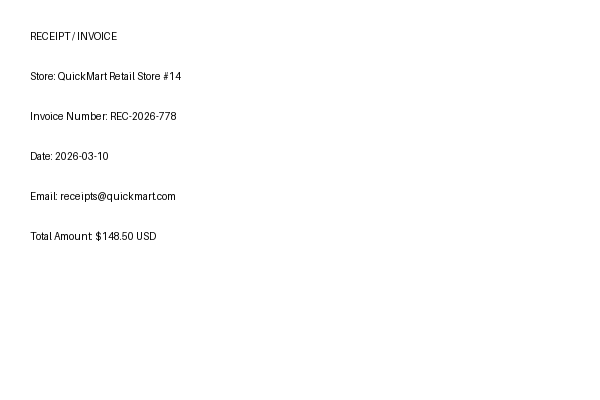 RECEIPT / INVOICE
Store: QuickMart Retail Store #14
Invoice Number: REC-2026-778
Date: 2026-03-10
Email: receipts@quickmart.com
Total Amount: $148.50 USD